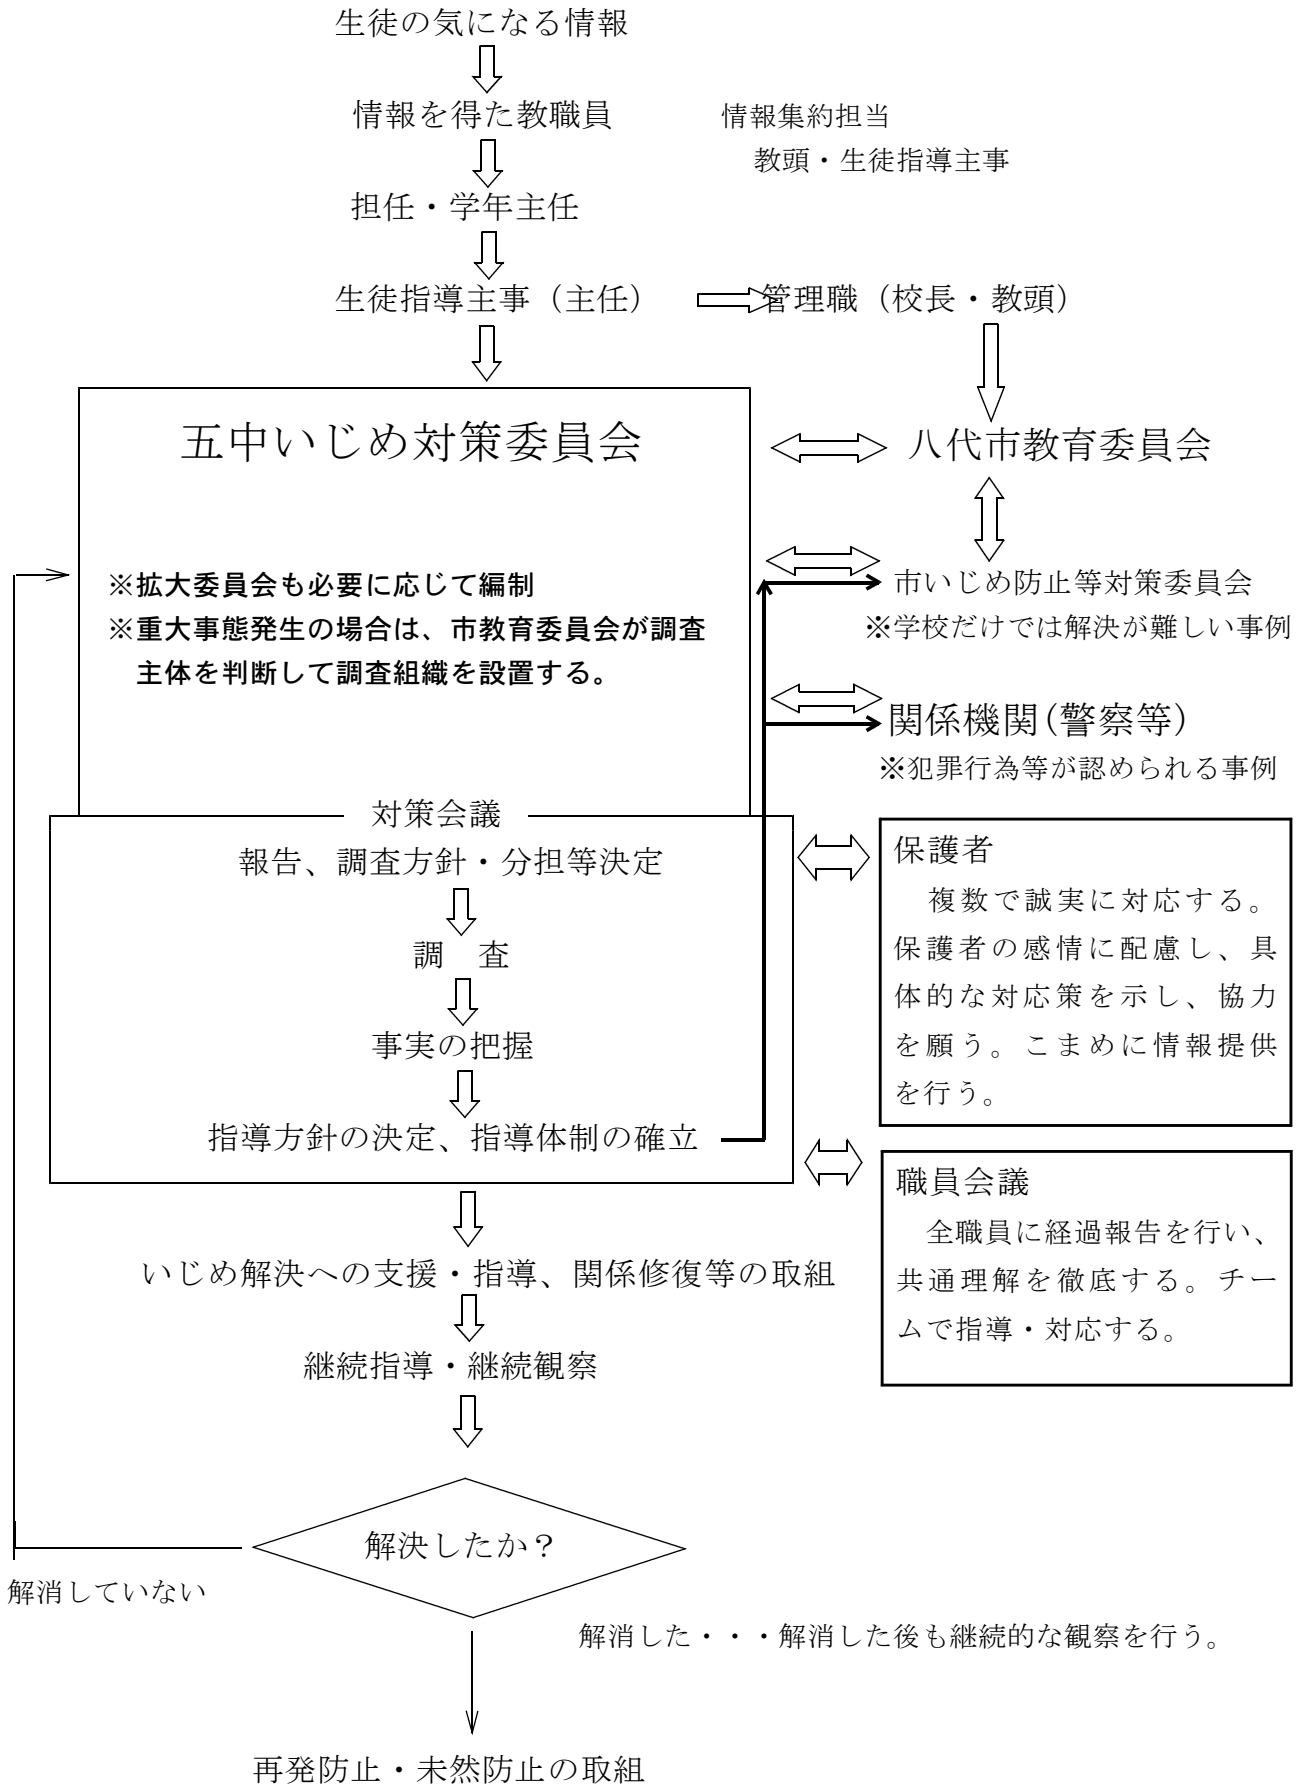 生徒の気になる情報
情報を得た教職員
情報集約担当
教頭・生徒指導主事
担任・学年主任
生徒指導主事（主任）
管理職（校長・教頭）
五中いじめ対策委員会
八代市教育委員会
※拡大委員会も必要に応じて編制
※重大事態発生の場合は、市教育委員会が調査
主体を判断して調査組織を設置する。
市いじめ防止等対策委員会
※学校だけでは解決が難しい事例
関係機関(警察等)
※犯罪行為等が認められる事例
対策会議
報告、調査方針・分担等決定
調　査
事実の把握
指導方針の決定、指導体制の確立
保護者
複数で誠実に対応する。
保護者の感情に配慮し、具
体的な対応策を示し、協力
を願う。こまめに情報提供
を行う。
職員会議
全職員に経過報告を行い、
共通理解を徹底する。チー
ムで指導・対応する。
いじめ解決への支援・指導、関係修復等の取組
継続指導・継続観察
解決したか？
解消していない
解消した・・・解消した後も継続的な観察を行う。
再発防止・未然防止の取組